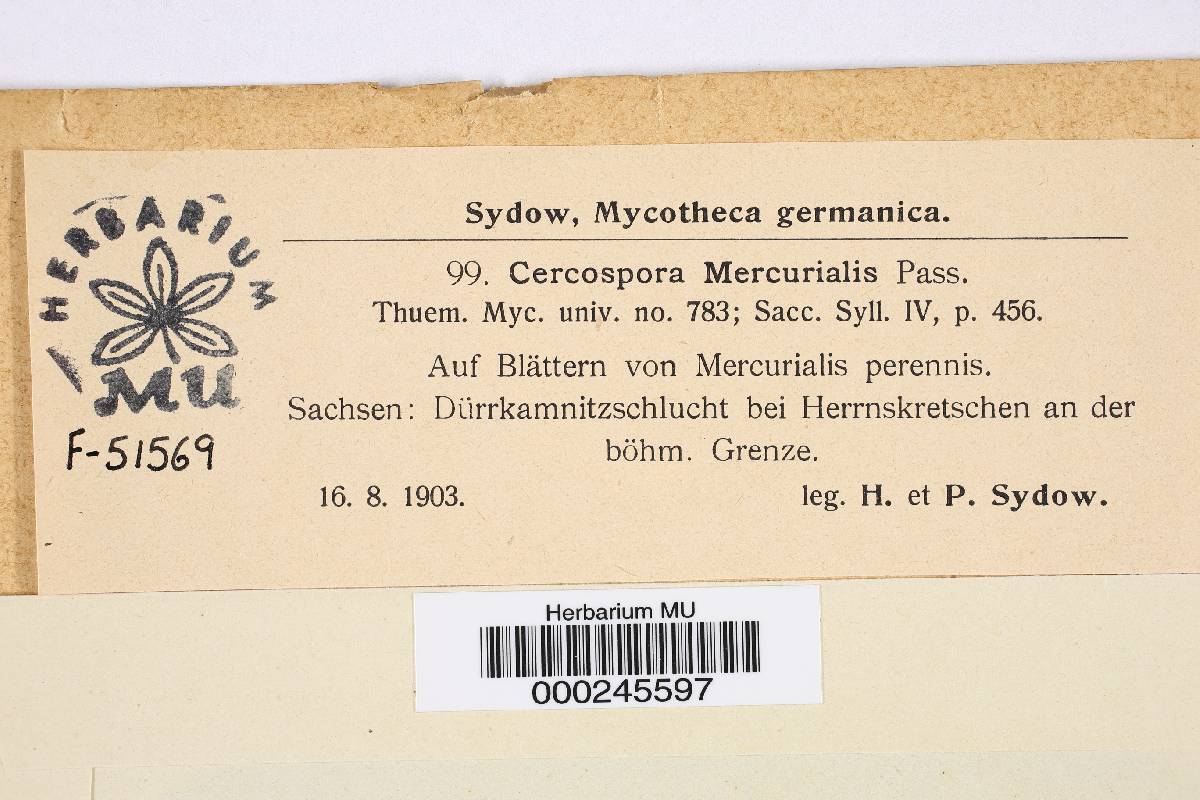 HERBARIUM
MU
F-51569
Sydow, Mycotheca germanica.
99. Cercospora Mercurialis Pass.
Thuem. Myc. univ. no. 783; Sacc. Syll. IV, p. 456.
Auf Blättern von Mercurialis perennis.
Sachsen: Dürrkamnitzschlucht bei Herrnskretschen an der
böhm. Grenze.
16. 8. 1903. leg. H. et P. Sydow.
Herbarium MU
000245597